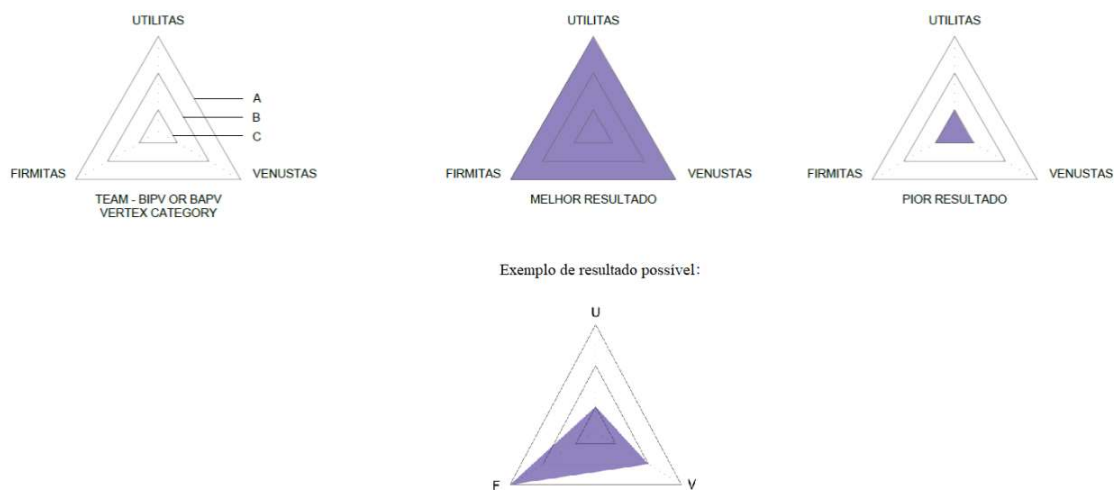 UTILITAS
A
B
C
FIRMITAS
VENUSTAS
TEAM - BIPV OR BAPV
VERTEX CATEGORY
UTILITAS
FIRMITAS
VENUSTAS
MELHOR RESULTADO
UTILITAS
FIRMITAS
VENUSTAS
PIOR RESULTADO
Exemplo de resultado possível:
U
F
V